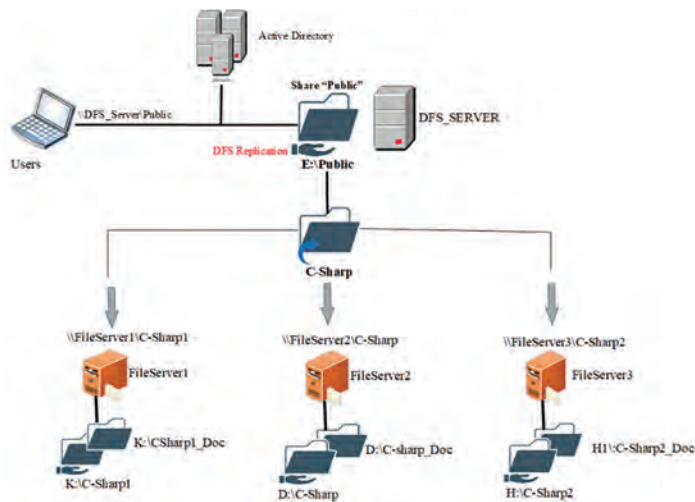 Active Directory
Share "Public"
\\DFS_Server\Public
DFS_SERVER
Users
DFS Replication
E:\Public
C-Sharp
\\FileServer1\C-Sharp1
\\FileServer2\C-Sharp
\\FileServer3\C-Sharp2
FileServer1
FileServer2
FileServer3
K:\CSharp1_Doc
D:\C-sharp_Doc
H1\:C-Sharp2_Doc
K:\C-Sharp1
D:\C-Sharp
H:\C-Sharp2